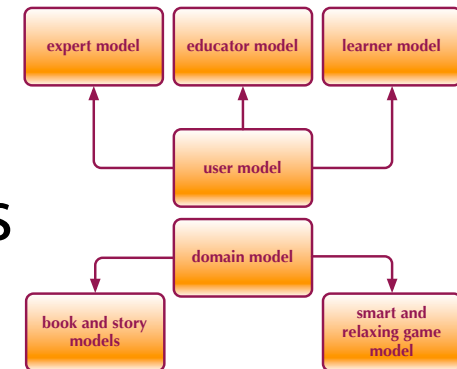 expert model
educator model
learner model
user model
s
domain model
book and story
models
smart and
relaxing game
model